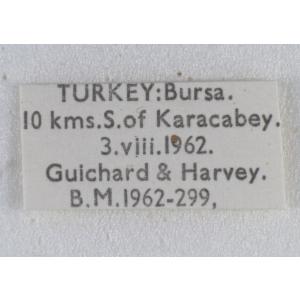 TURKEY:Bursa.
10 kms.S.of Karacabey.
3.viii.1962.
Guichard & Harvey.
B.M.1962-299,